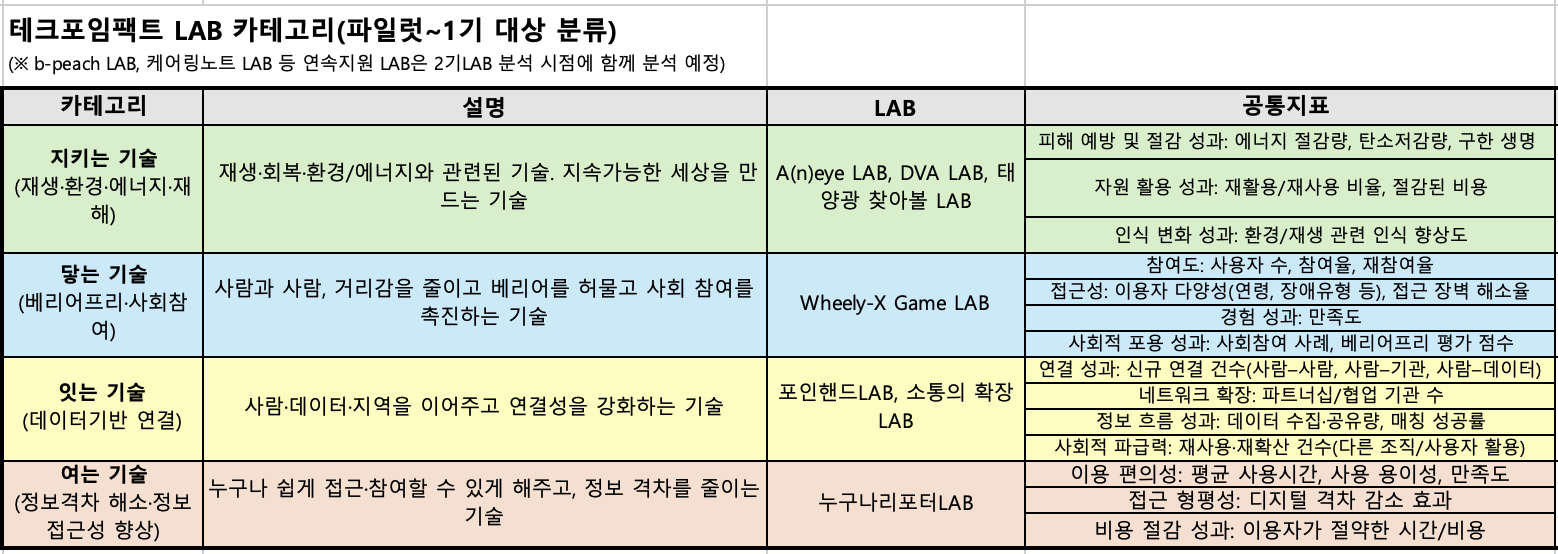 테크포임팩트 LAB 카테고리(파일럿~1기 대상 분류)
(※ b-peach LAB, 케어링노트 LAB 등 연속지원 LAB은 2기LAB 분석 시점에 함께 분석 예정)
카테고리
설명
LAB
공통지표
지키는 기술
(재생·환경·에너지·재
해)
재생·회복·환경/에너지와 관련된 기술. 지속가능한 세상을 만
드는 기술
A(n)eye LAB, DVA LAB, 태
양광 찾아볼 LAB
피해 예방 및 절감 성과: 에너지 절감량, 탄소저감량, 구한 생명
자원 활용 성과: 재활용/재사용 비율, 절감된 비용
인식 변화 성과: 환경/재생 관련 인식 향상도
닿는 기술
(베리어프리·사회참
여)
사람과 사람, 거리감을 줄이고 베리어를 허물고 사회 참여를
촉진하는 기술
Wheely-X Game LAB
참여도: 사용자 수, 참여율, 재참여율
접근성: 이용자 다양성(연령, 장애유형 등), 접근 장벽 해소율
경험 성과: 만족도
사회적 포용 성과: 사회참여 사례, 베리어프리 평가 점수
잇는 기술
(데이터기반 연결)
사람·데이터·지역을 이어주고 연결성을 강화하는 기술
포인핸드LAB, 소통의 확장
LAB
연결 성과: 신규 연결 건수(사람–사람, 사람–기관, 사람–데이터)
네트워크 확장: 파트너십/협업 기관 수
정보 흐름 성과: 데이터 수집·공유량, 매칭 성공률
사회적 파급력: 재사용·재확산 건수(다른 조직/사용자 활용)
여는 기술
(정보격차 해소·정보
접근성 향상)
누구나 쉽게 접근·참여할 수 있게 해주고, 정보 격차를 줄이는
기술
누구나리포터LAB
이용 편의성: 평균 사용시간, 사용 용이성, 만족도
접근 형평성: 디지털 격차 감소 효과
비용 절감 성과: 이용자가 절약한 시간/비용